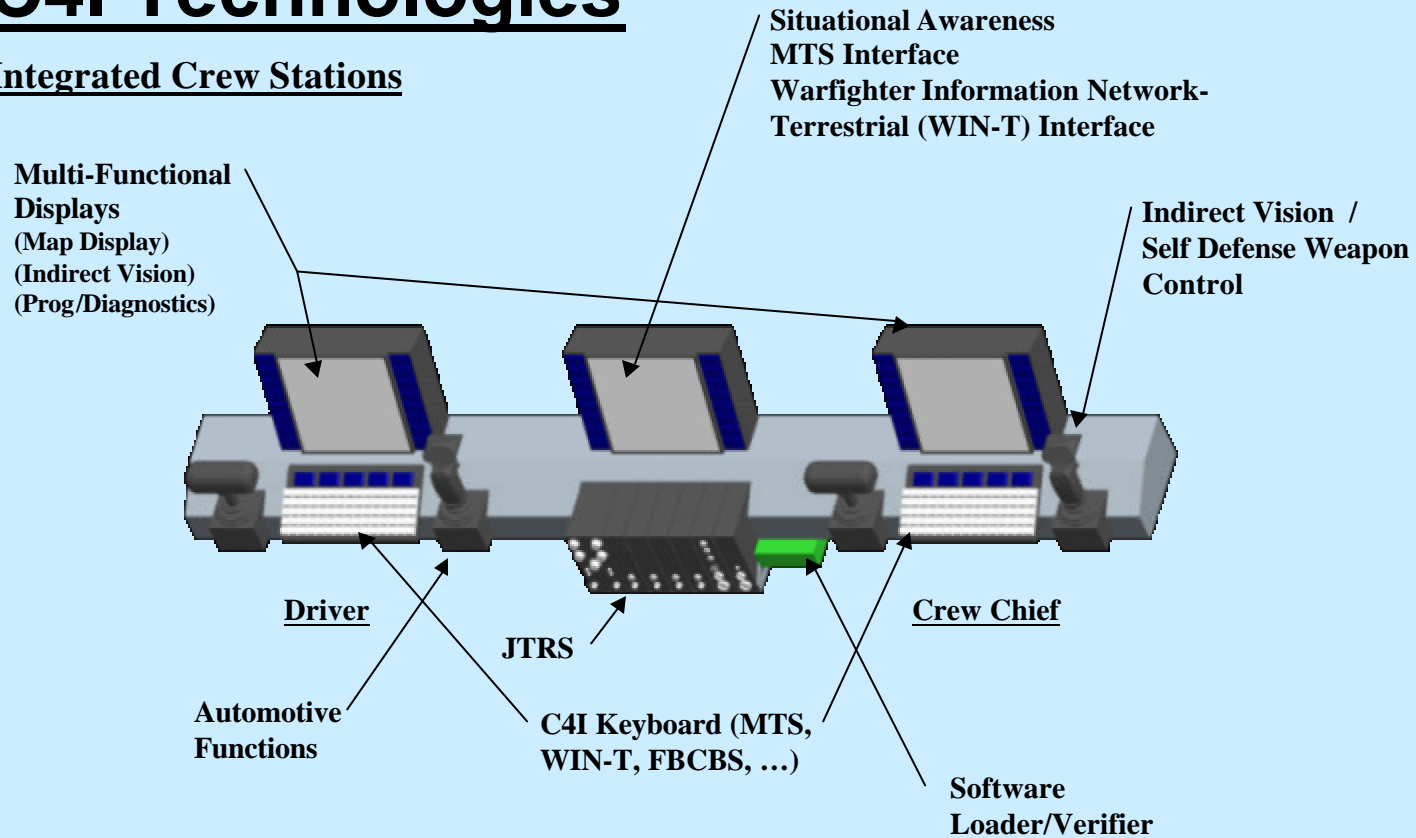 C4I Technologies
Integrated Crew Stations
Situational Awareness
MTS Interface
Warfighter Information Network-
Terrestrial (WIN-T) Interface
Multi-Functional
Displays
(Map Display)
(Indirect Vision)
(Prog/Diagnostics)
Indirect Vision /
Self Defense Weapon
Control
Driver
Crew Chief
JTRS
Automotive
Functions
C4I Keyboard (MTS,
WIN-T, FBCBS, …)
Software
Loader/Verifier